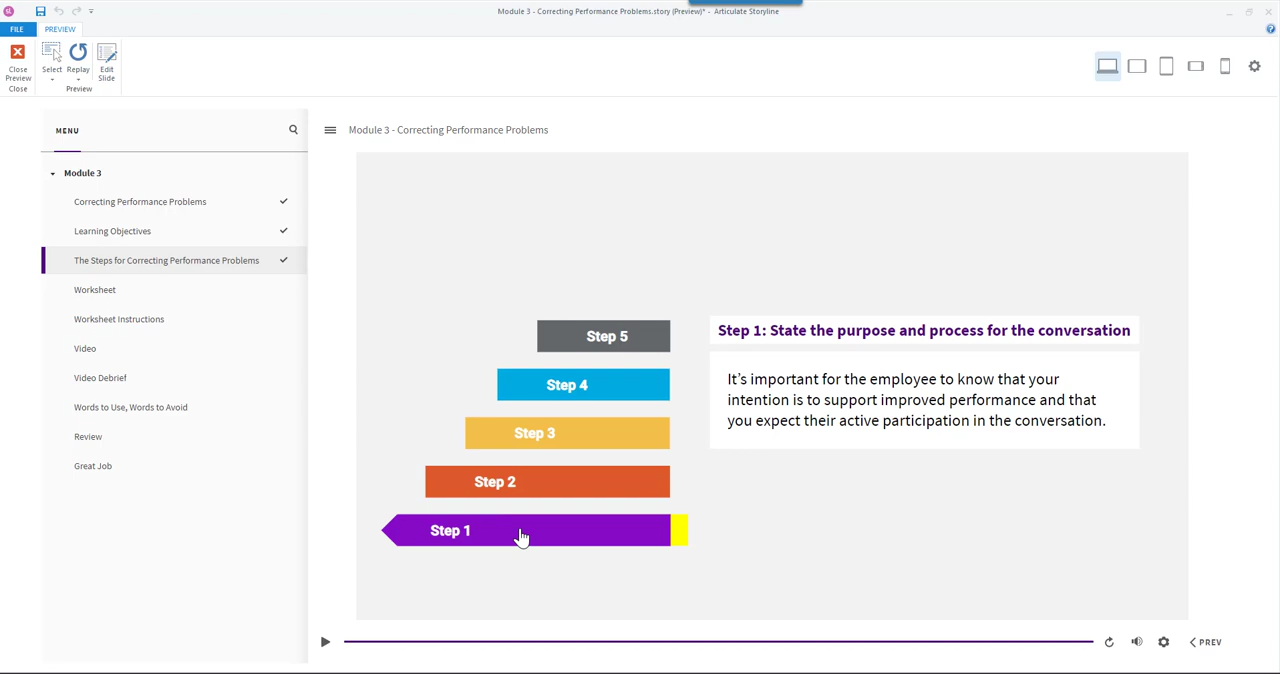 Module 3 - Correcting Performance Problems.story (Preview)* - Articulate Storyline
FILE
PREVIEW
Close Preview
Select
Replay
Edit Slide
Close
Preview
MENU
Module 3 - Correcting Performance Problems
Module 3
Correcting Performance Problems
Learning Objectives
The Steps for Correcting Performance Problems
Worksheet
Worksheet Instructions
Video
Video Debrief
Words to Use, Words to Avoid
Review
Great Job
Step 5
Step 4
Step 3
Step 2
Step 1
Step 1: State the purpose and process for the conversation
It's important for the employee to know that your
intention is to support improved performance and that
you expect their active participation in the conversation.
PREV